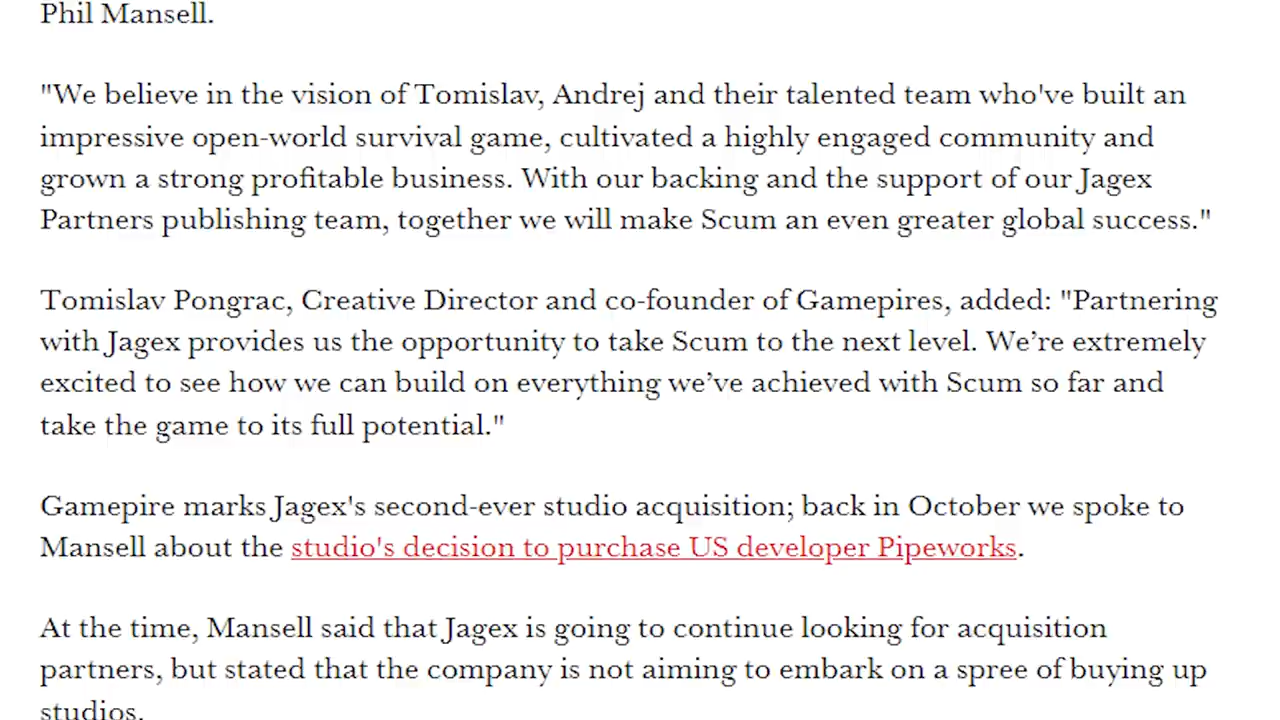 Phil Mansell.
"We believe in the vision of Tomislav, Andrej and their talented team who've built an
impressive open-world survival game, cultivated a highly engaged community and
grown a strong profitable business. With our backing and the support of our Jagex
Partners publishing team, together we will make Scum an even greater global success."
Tomislav Pongrac, Creative Director and co-founder of Gamepires, added: "Partnering
with Jagex provides us the opportunity to take Scum to the next level. We’re extremely
excited to see how we can build on everything we’ve achieved with Scum so far and
take the game to its full potential."
Gamepire marks Jagex's second-ever studio acquisition; back in October we spoke to
Mansell about the studio's decision to purchase US developer Pipeworks.
At the time, Mansell said that Jagex is going to continue looking for acquisition
partners, but stated that the company is not aiming to embark on a spree of buying up
studios.